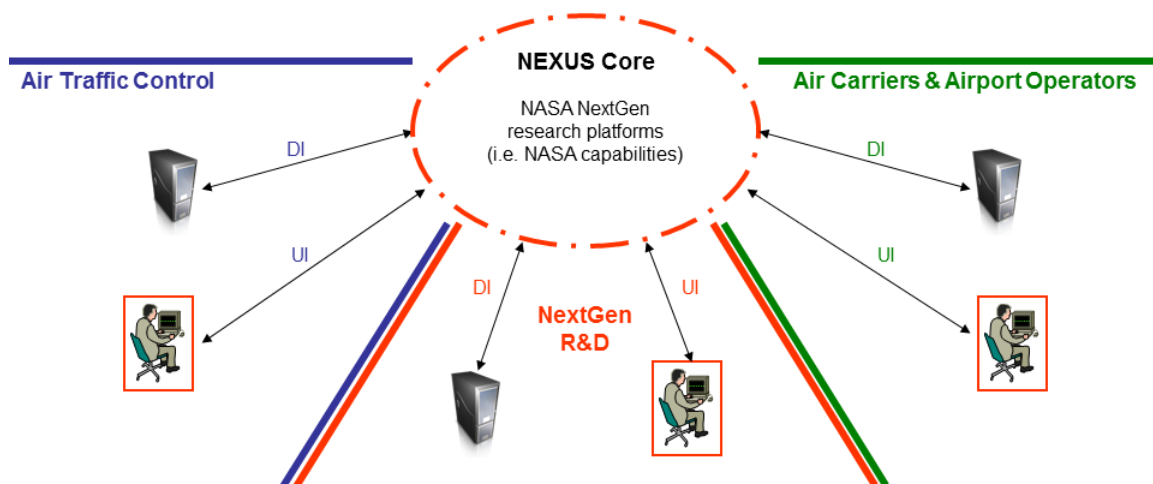 NEXUS Core
NASA NextGen
research platforms
(i.e. NASA capabilities)
Air Traffic Control
DI
UI
DI
NextGen
R&D
UI
Air Carriers & Airport Operators
DI
UI